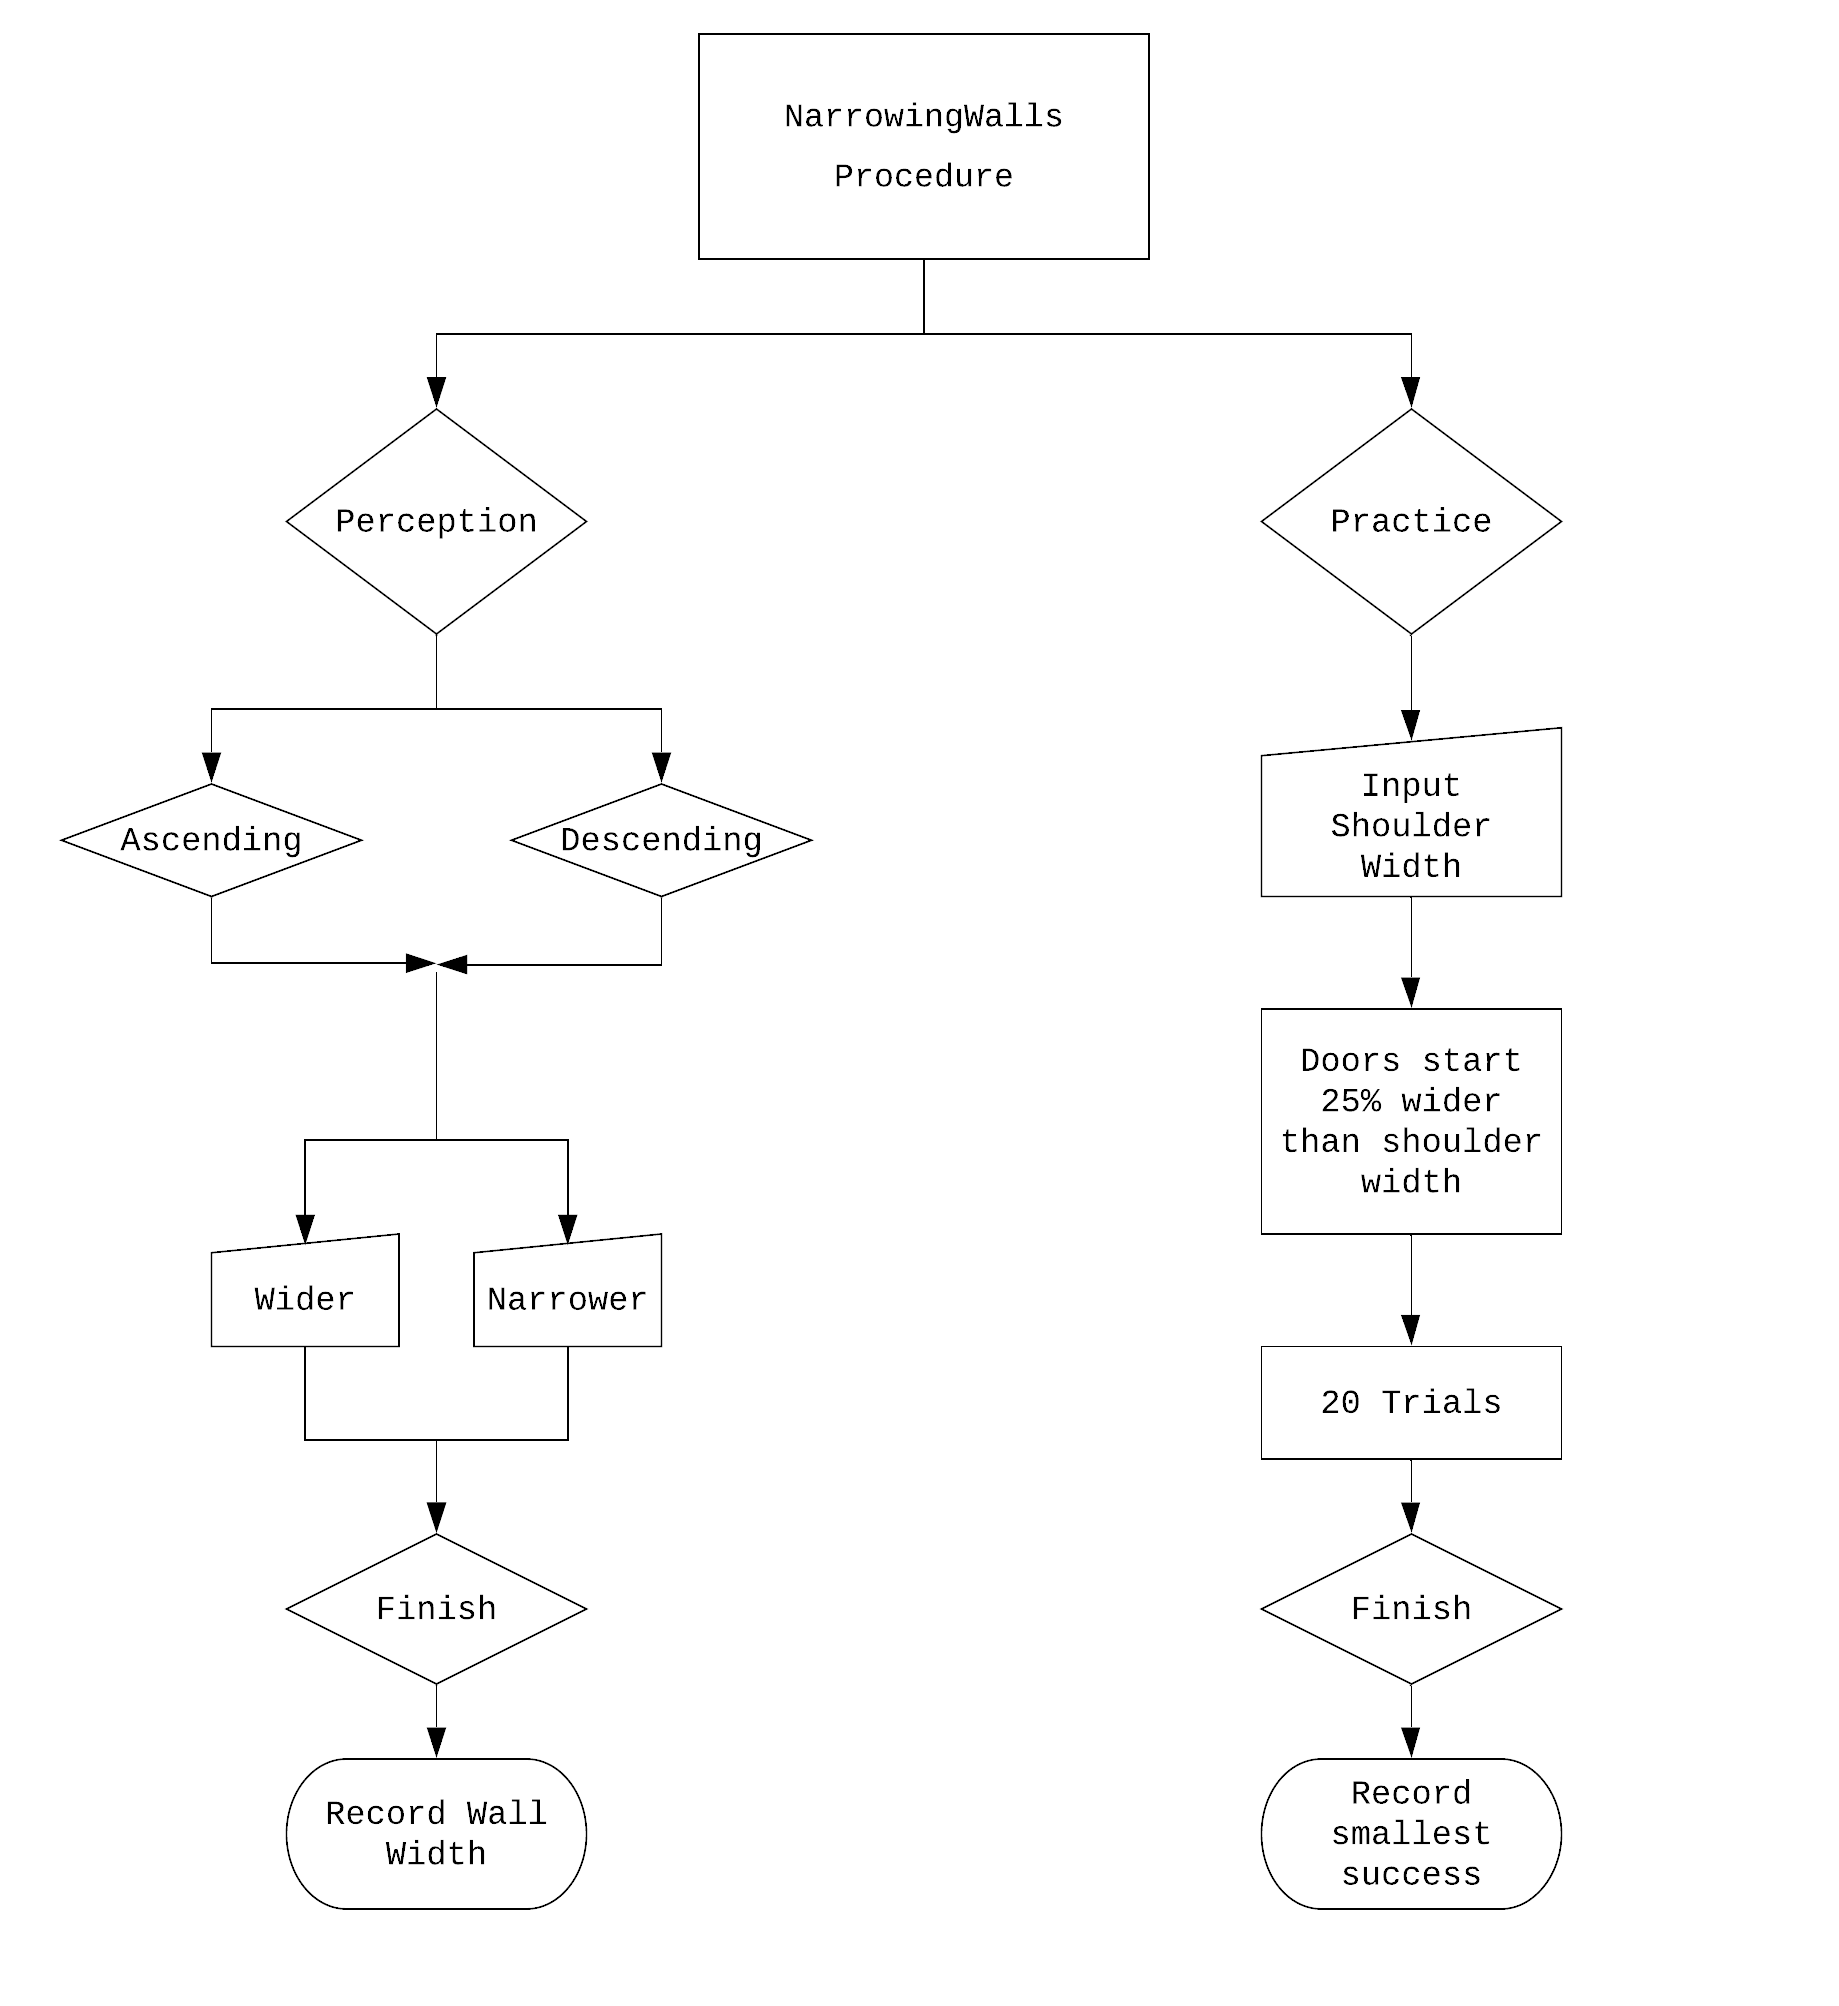 NarrowingWalls
Procedure
Perception
Practice
Ascending
Descending
Input
Shoulder
Width
Doors start
25% wider
than shoulder
width
Wider
Narrower
20 Trials
Finish
Finish
Record Wall
Width
Record
smallest
success